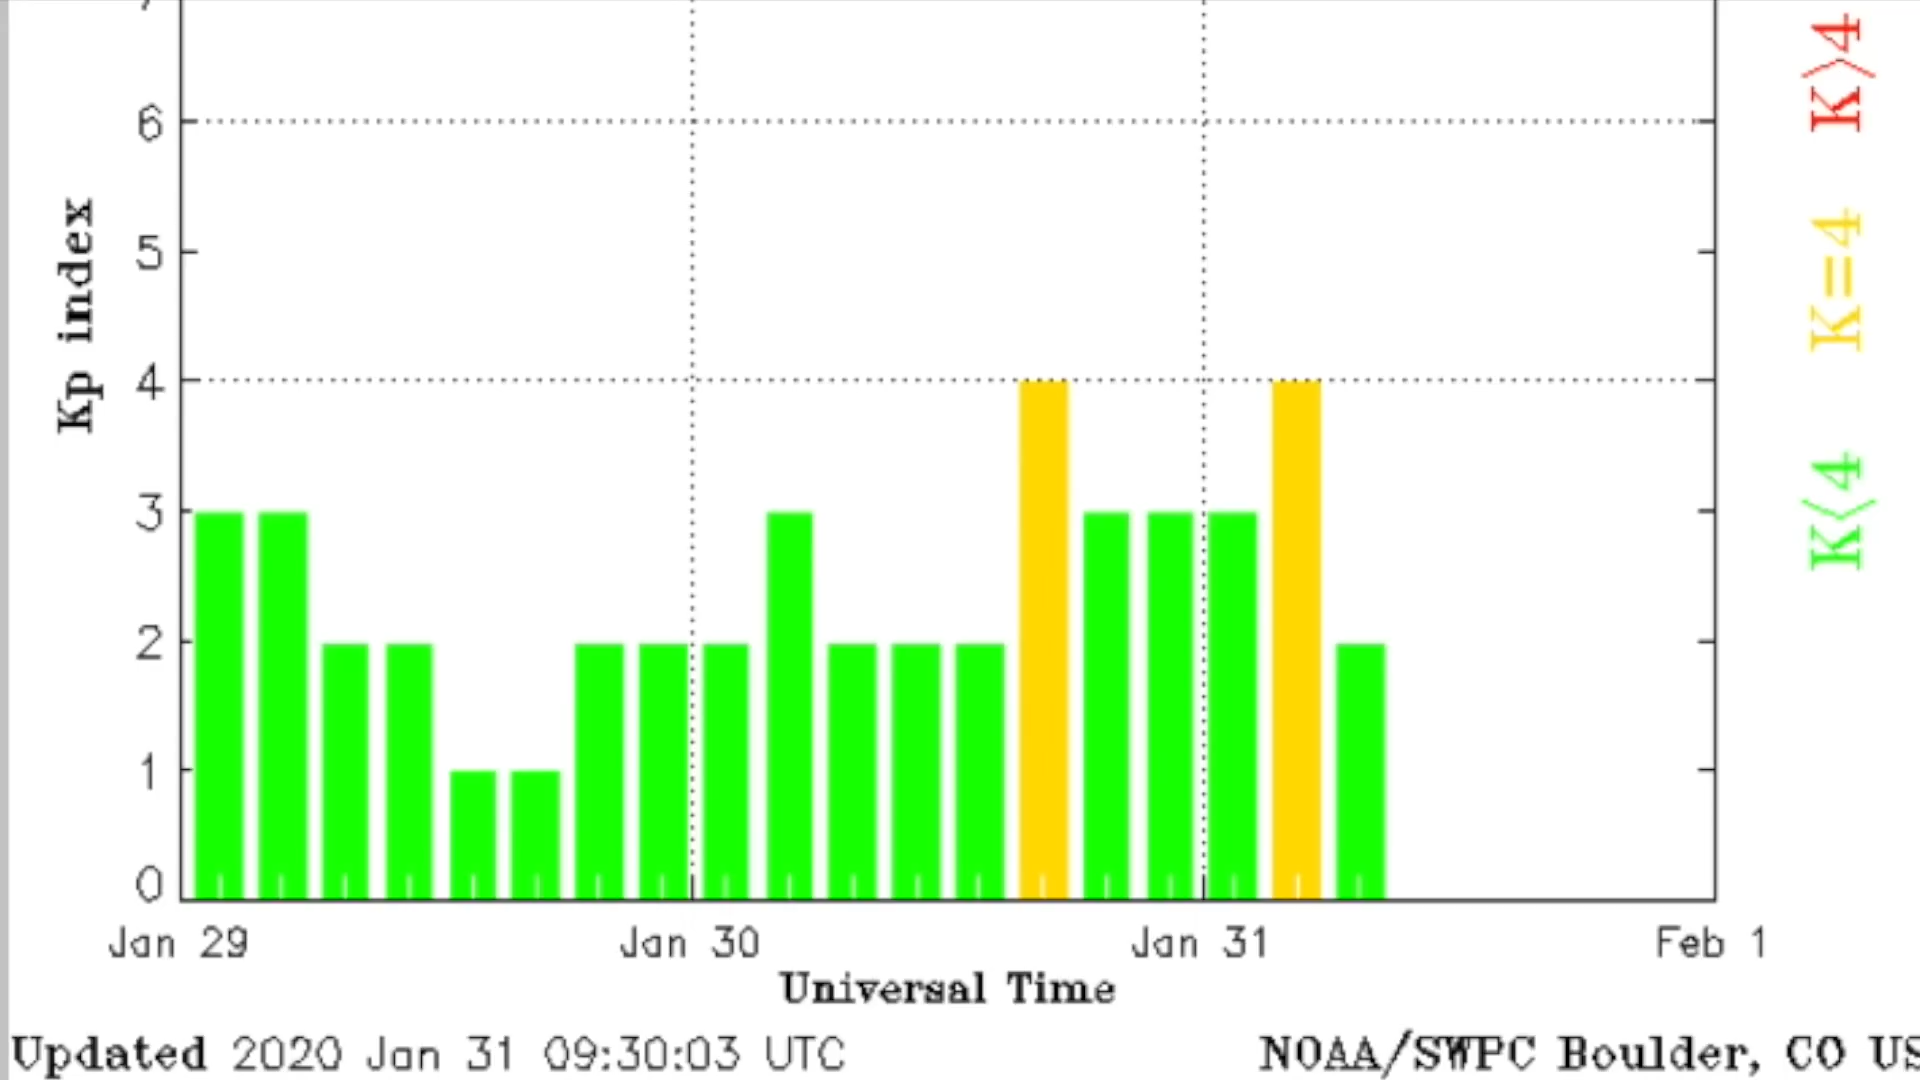 6
5
4
3
2
1
0
Kp index
K>4
K=4
K<4
Jan 29
Jan 30
Jan 31
Feb 1
Universal Time
Updated 2020 Jan 31 09:30:03 UTC
NOAA/SWPC Boulder, CO US